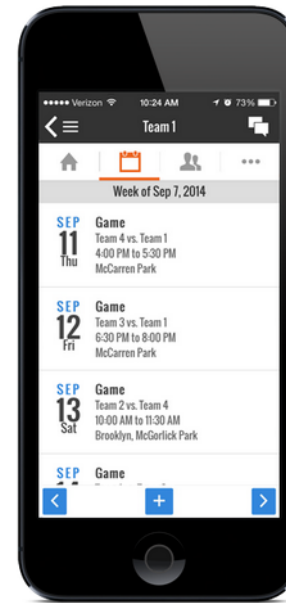 Verizon 10:24 AM 73%
Team 1
Week of Sep 7, 2014
SEP Game
11 Team 4 vs. Team 1
Thu 4:00 PM to 5:30 PM
McCarren Park
SEP Game
12 Team 3 vs. Team 1
Fri 6:30 PM to 8:00 PM
McCarren Park
SEP Game
13 Team 2 vs. Team 4
Sat 10:00 AM to 11:30 AM
Brooklyn, McGorlick Park
SEP Game